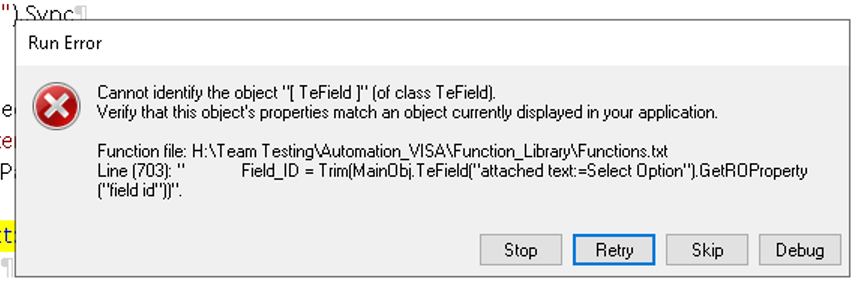 ").Sync¶
Run Error
Cannot identify the object "[ TeField ]" (of class TeField).
Verify that this object's properties match an object currently displayed in your application.
Function file: H:\Team Testing\Automation_VISA\Function_Library\Functions.txt
Line (703): " Field_ID = Trim(MainObj.TeField("attached text:=Select Option").GetROProperty
("field id"))".
Stop Retry Skip Debug
¶